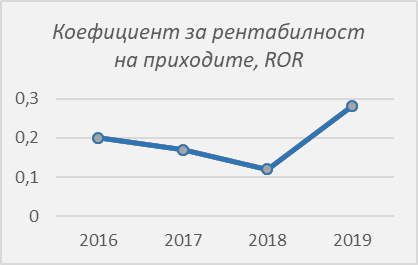 Коефициент за рентабилност
на приходите, ROR
0,3
0,2
0,1
0
2016 2017 2018 2019